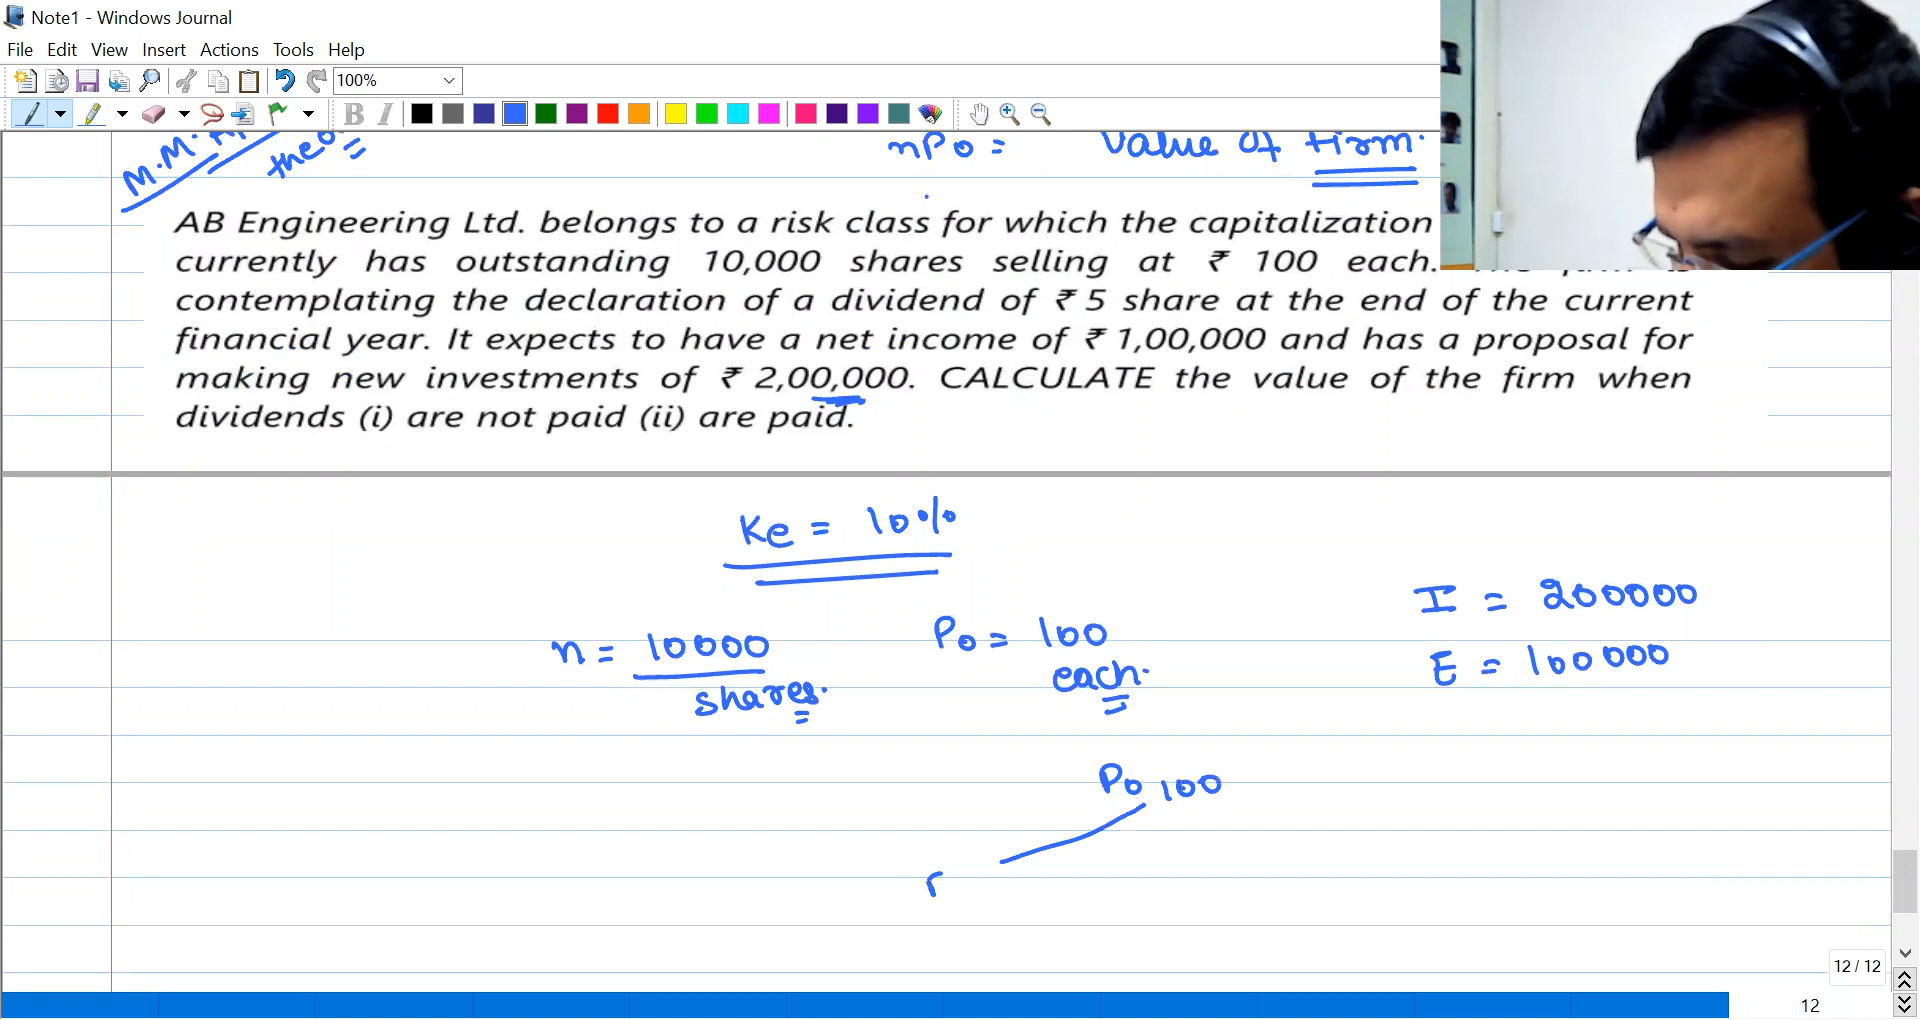 Note1 - Windows Journal
File Edit View Insert Actions Tools Help
100%
B I
M.M.
nPo = Value of Firm.
AB Engineering Ltd. belongs to a risk class for which the capitalization
currently has outstanding 10,000 shares selling at ₹ 100 each.
contemplating the declaration of a dividend of ₹ 5 share at the end of the current
financial year. It expects to have a net income of ₹ 1,00,000 and has a proposal for
making new investments of ₹ 2,00,000. CALCULATE the value of the firm when
dividends (i) are not paid (ii) are paid.
Ke = 10%
n = 10000 shares.
Po = 100 each.
I = 200000
E = 100000
Po 100
12 / 12
12